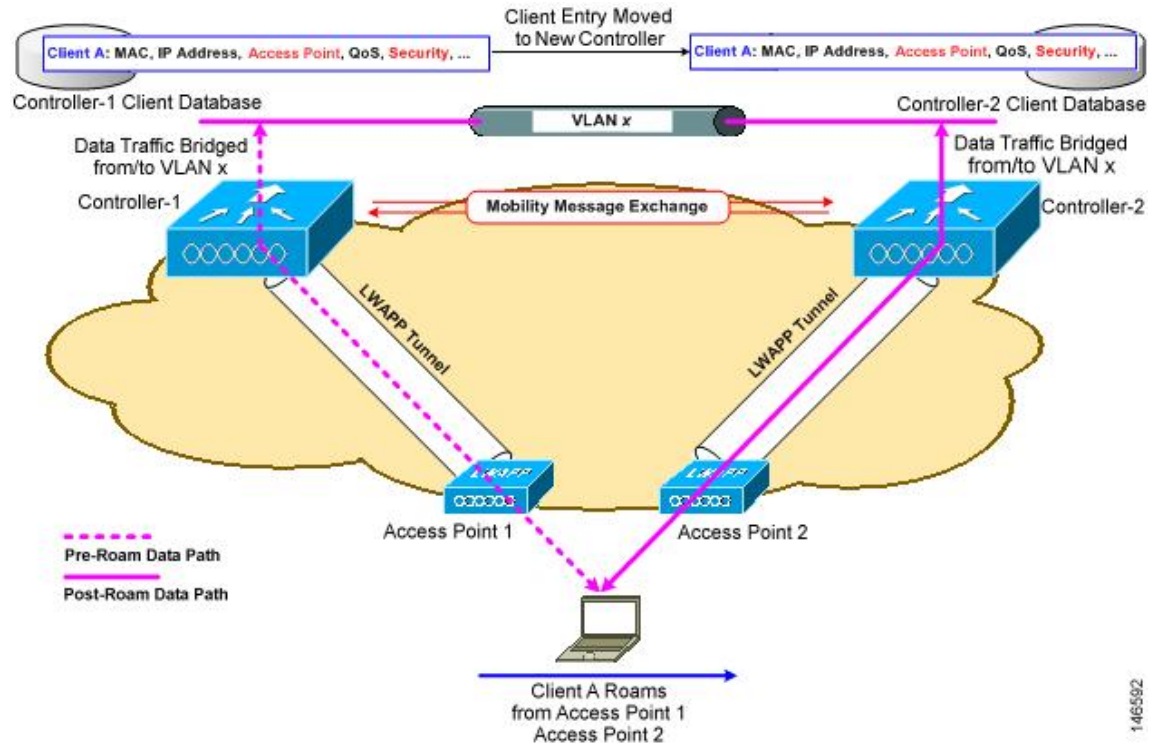 Client Entry Moved
to New Controller
Client A: MAC, IP Address, Access Point, QoS, Security, ...
Client A: MAC, IP Address, Access Point, QoS, Security, ...
Controller-1 Client Database
Controller-2 Client Database
VLAN x
Data Traffic Bridged
from/to VLAN x
Data Traffic Bridged
from/to VLAN x
Controller-1
Mobility Message Exchange
Controller-2
LWAPP Tunnel
LWAPP Tunnel
LWAPP
LWAPP
Access Point 1
Access Point 2
Pre-Roam Data Path
Post-Roam Data Path
Client A Roams
from Access Point 1
Access Point 2
146592